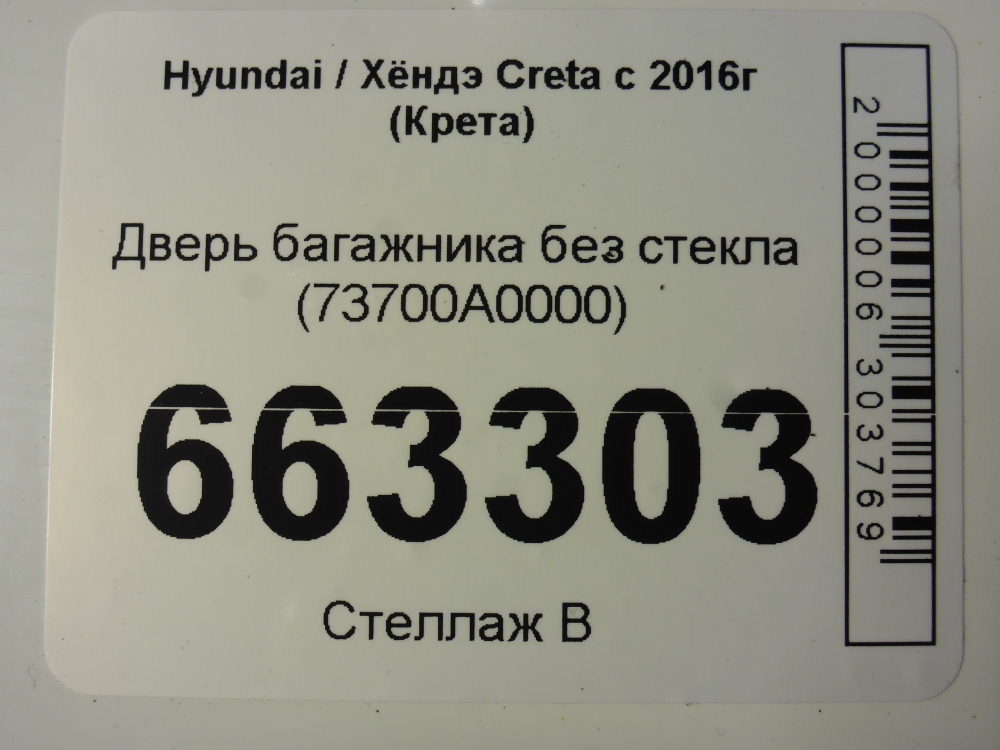 Hyundai / Хёндэ Creta с 2016г
(Крета)
Дверь багажника без стекла
(73700A0000)
663303
Стеллаж В
2000006303769